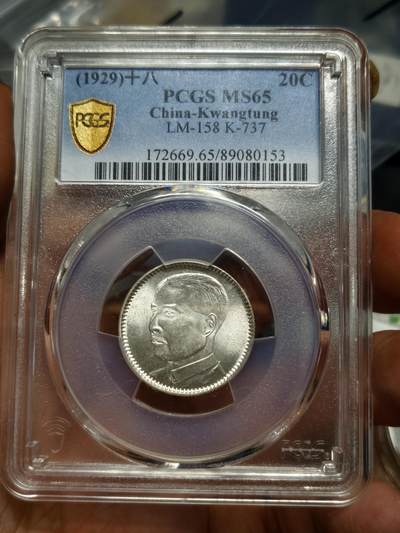 (1929)十八 20C
PCGS MS65
China-Kwangtung
LM-158 K-737
172669.65/89080153
PCGS